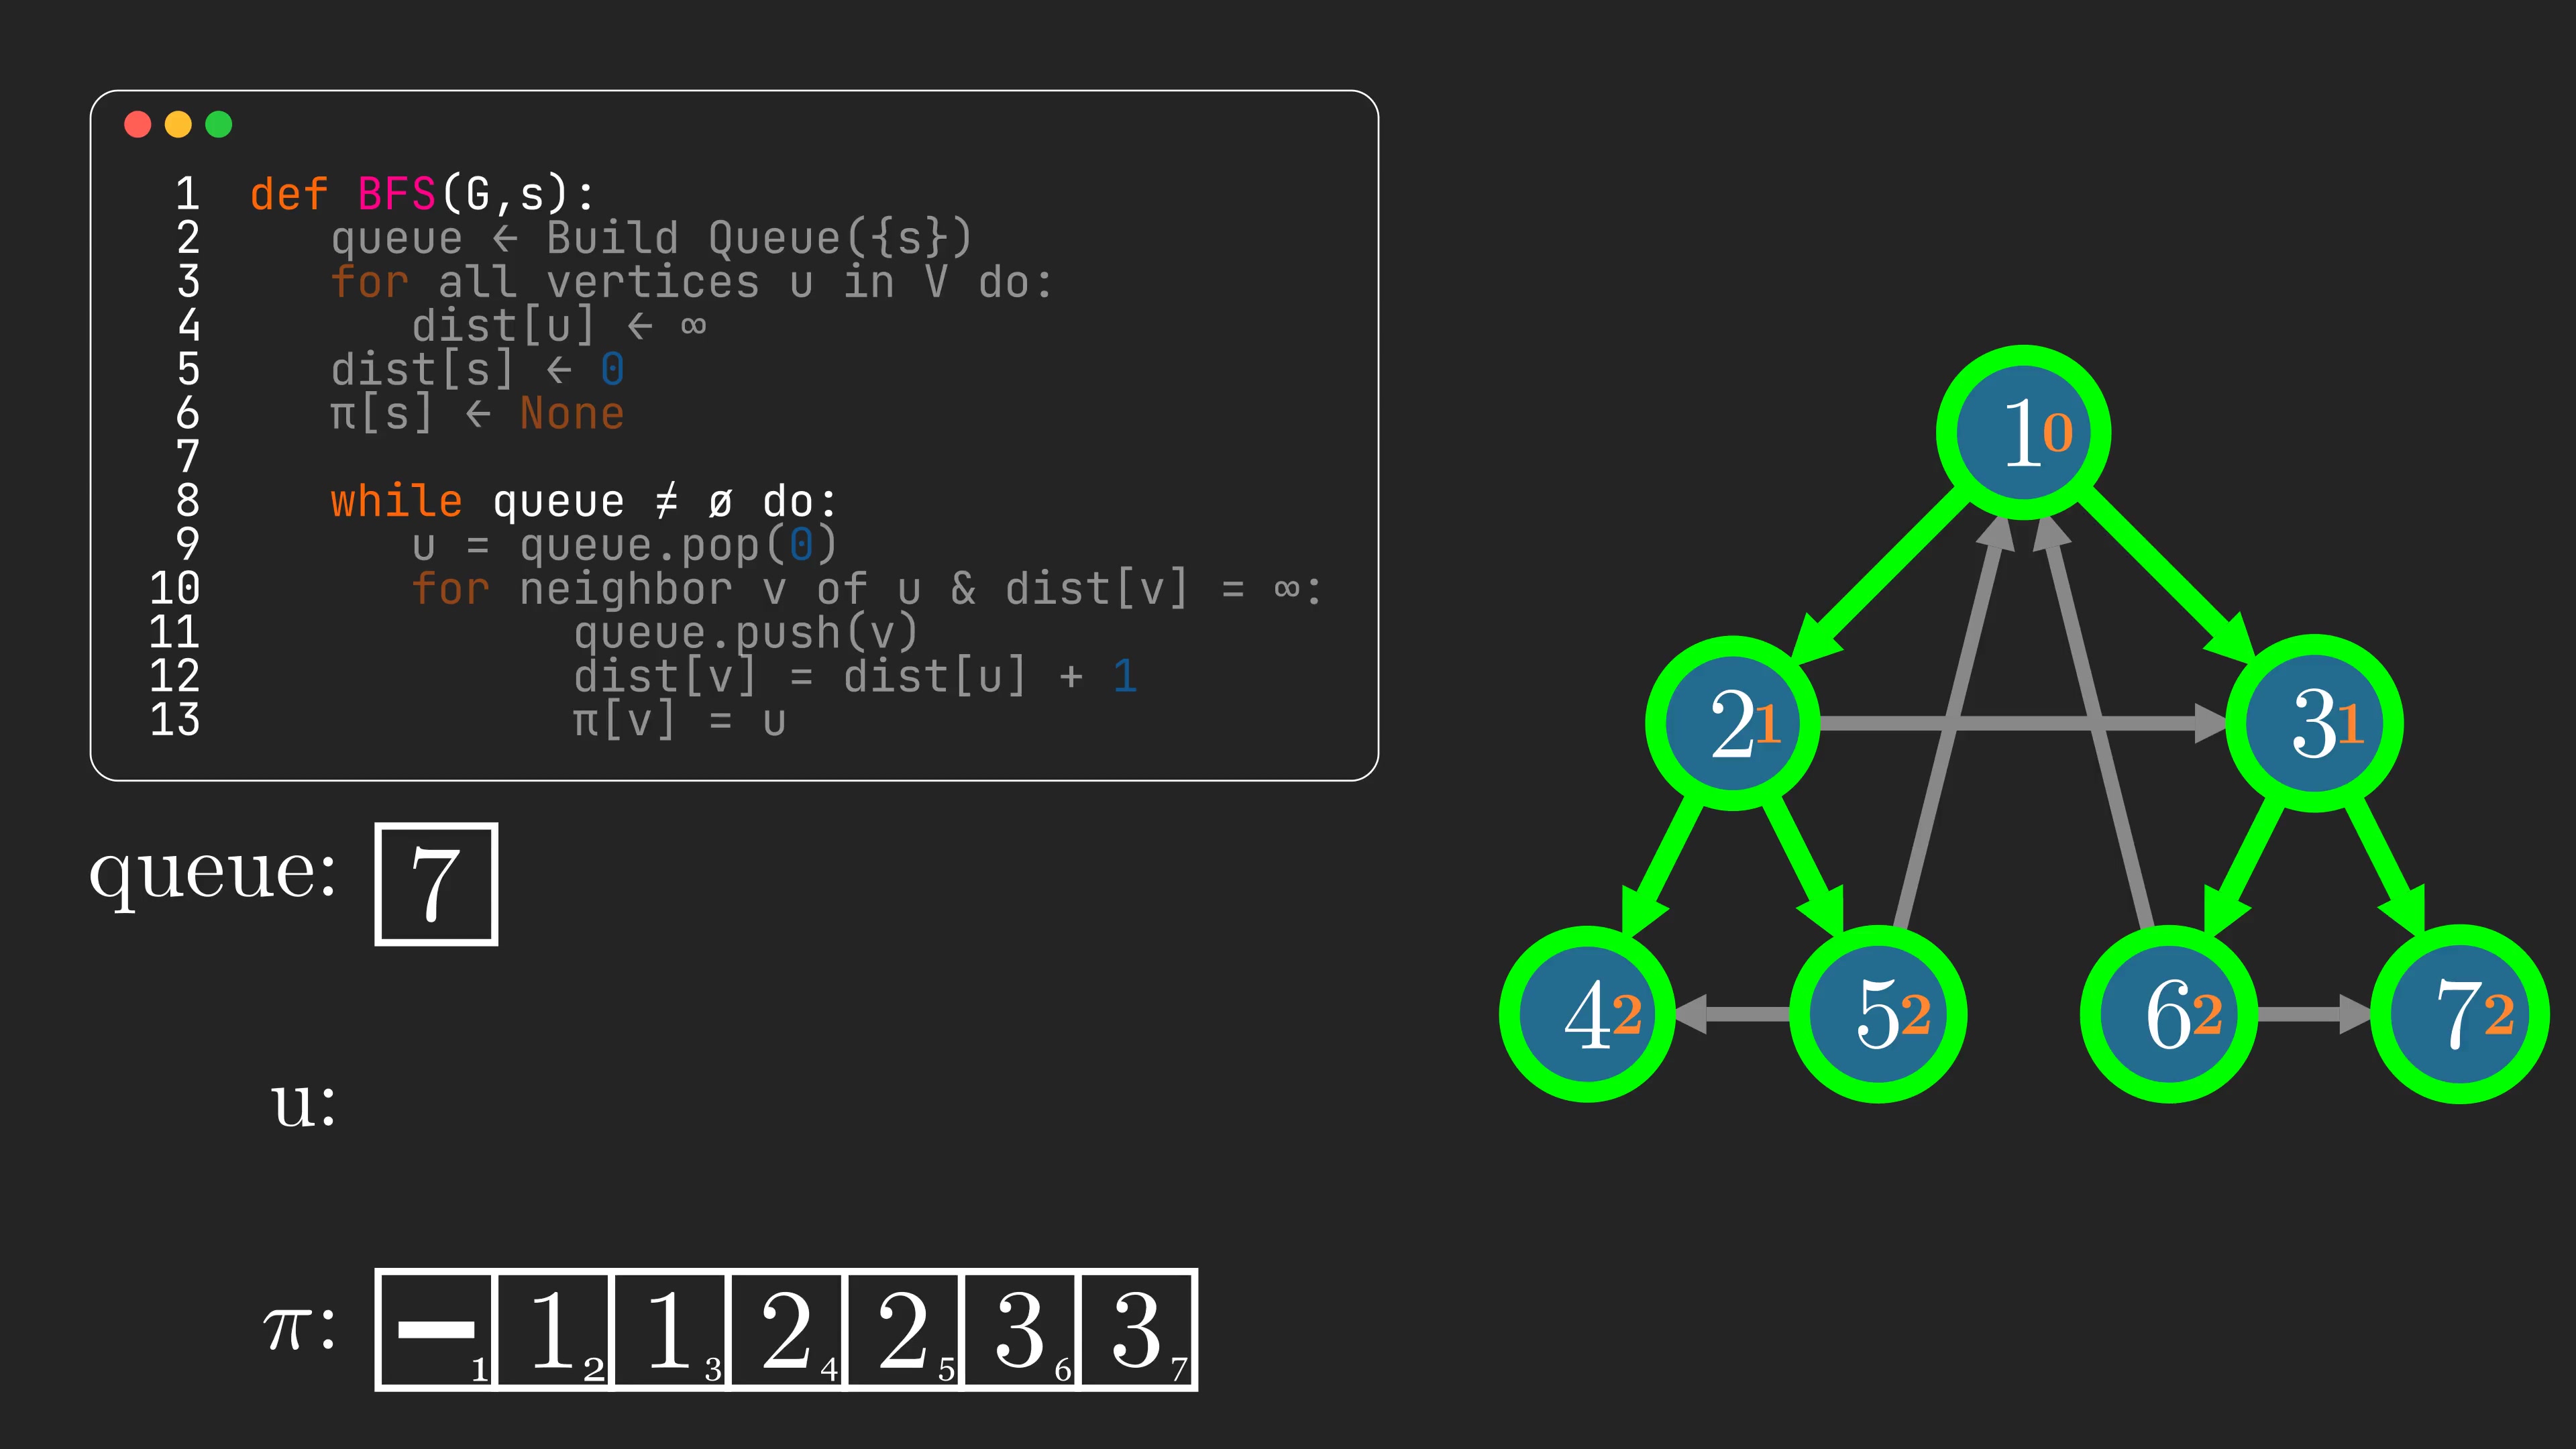 1 def BFS(G,s):
2 queue ← Build Queue({s})
3 for all vertices u in V do:
4 dist[u] ← ∞
5 dist[s] ← 0
6 π[s] ← None
7
8 while queue ≠ ø do:
9 u = queue.pop(0)
10 for neighbor v of u & dist[v] = ∞:
11 queue.push(v)
12 dist[v] = dist[u] + 1
13 π[v] = u
queue: 7
u:
π: – 1 1 2 2 3 3
1 2 3 4 5 6 7
1 0
2 1 3 1
4 2 5 2 6 2 7 2